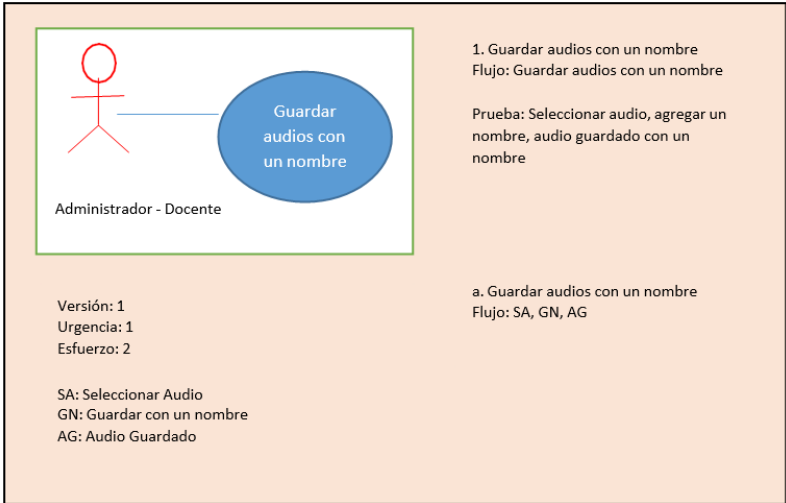 Guardar
audios con
un nombre
Administrador - Docente
1. Guardar audios con un nombre
Flujo: Guardar audios con un nombre
Prueba: Seleccionar audio, agregar un
nombre, audio guardado con un
nombre
Versión: 1
Urgencia: 1
Esfuerzo: 2
SA: Seleccionar Audio
GN: Guardar con un nombre
AG: Audio Guardado
a. Guardar audios con un nombre
Flujo: SA, GN, AG